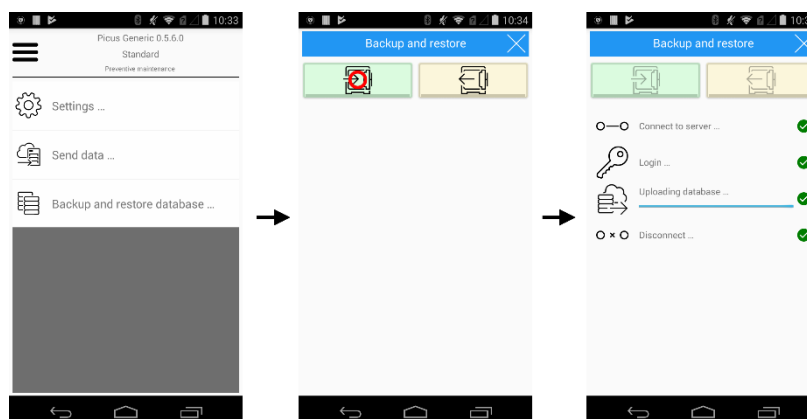 10:33
Picus Generic 0.5.6.0
Standard
Preventive maintenance
Settings ...
Send data ...
Backup and restore database ...
10:34
Backup and restore
Backup and restore
Connect to server ...
Login ...
Uploading database ...
Disconnect ...